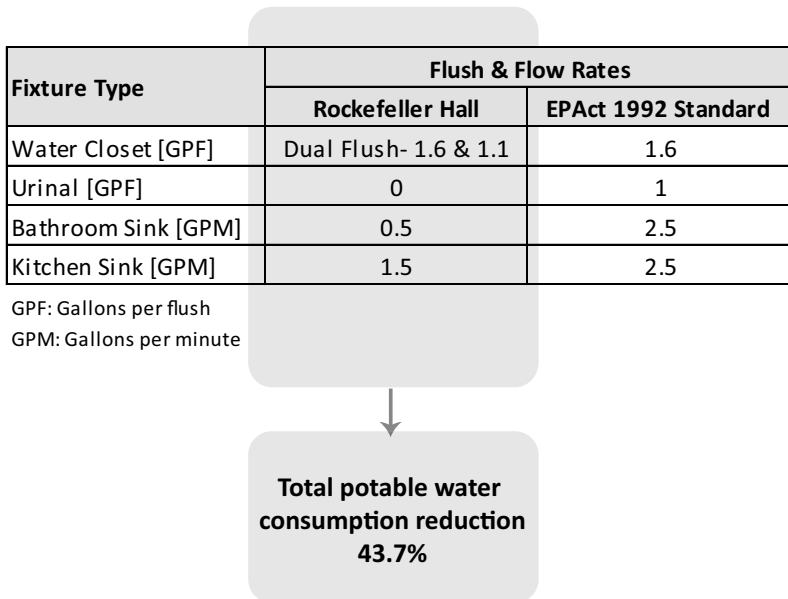 Fixture Type
Flush & Flow Rates
Rockefeller Hall
EPAct 1992 Standard
Water Closet [GPF]
Dual Flush- 1.6 & 1.1
1.6
Urinal [GPF]
0
1
Bathroom Sink [GPM]
0.5
2.5
Kitchen Sink [GPM]
1.5
2.5
GPF: Gallons per flush
GPM: Gallons per minute
Total potable water
consumption reduction
43.7%